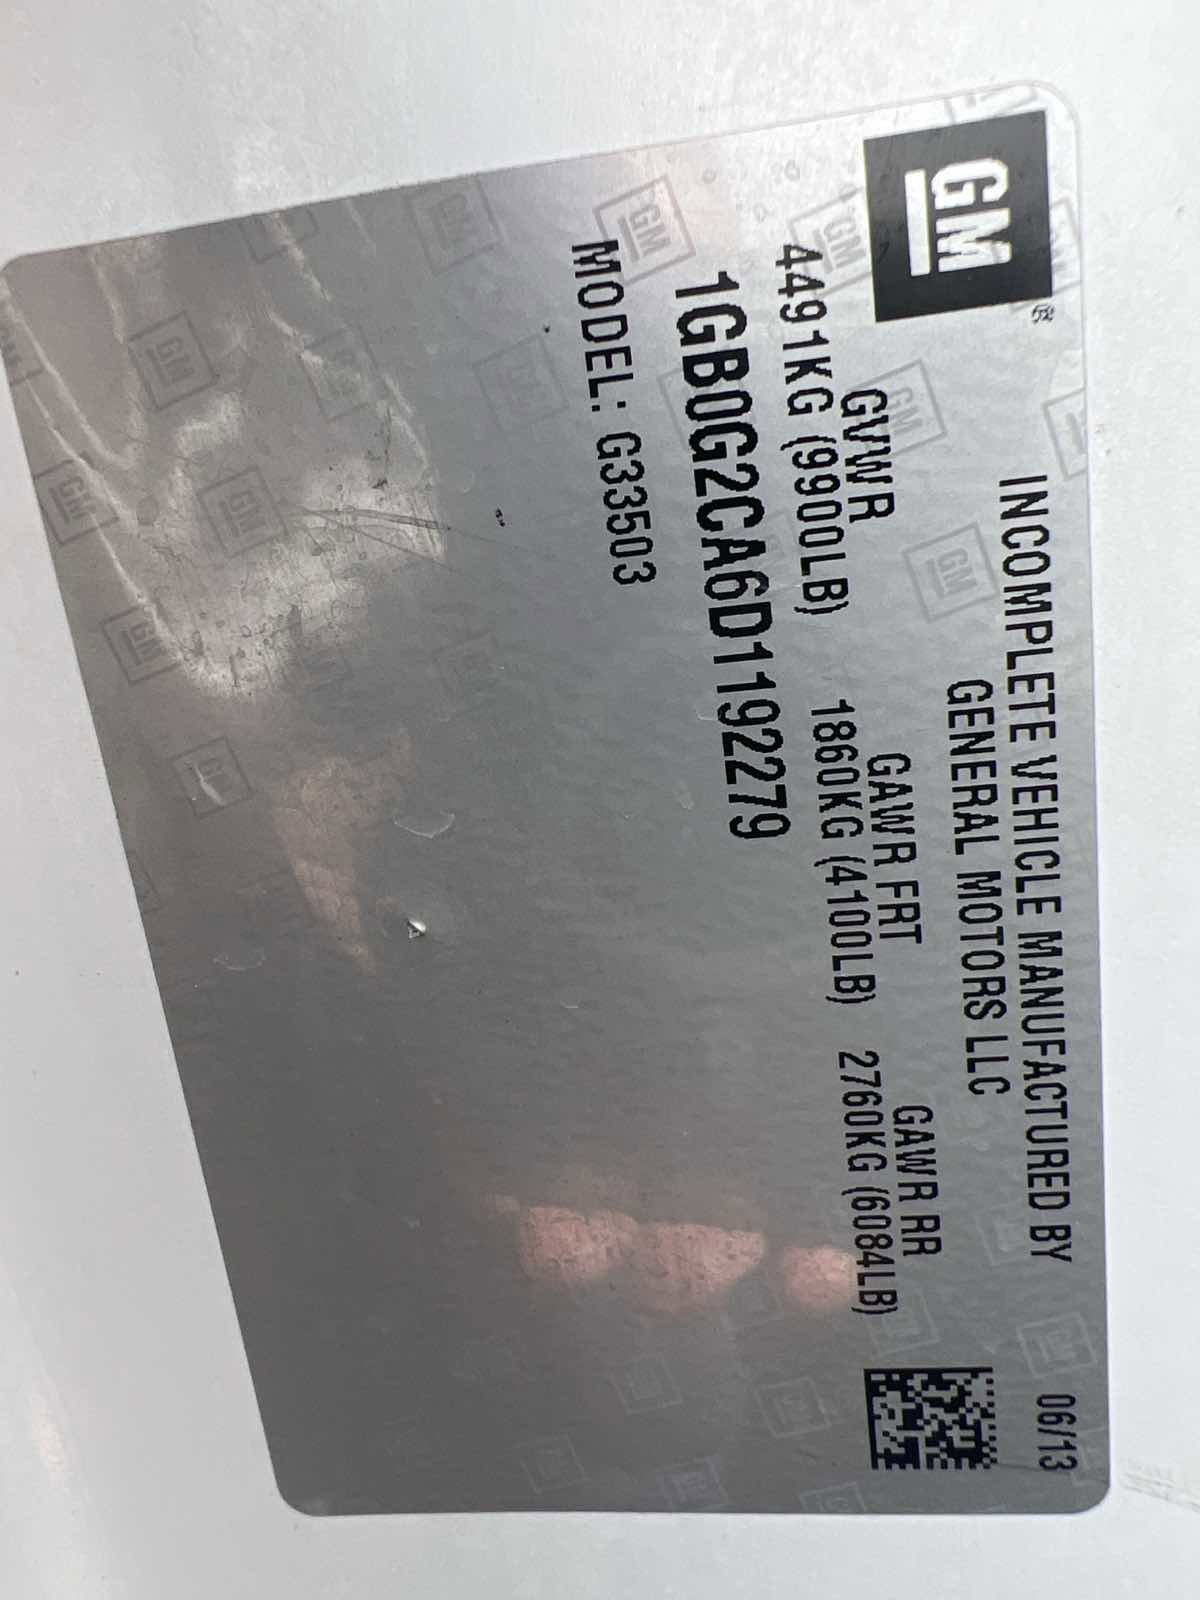 GM®
INCOMPLETE VEHICLE MANUFACTURED BY 06/13
GENERAL MOTORS LLC
GVWR GAWR FRT GAWR RR
4491KG (9900LB) 1860KG (4100LB) 2760KG (6084LB)
1GB0G2CA6D1192279
MODEL: G33503